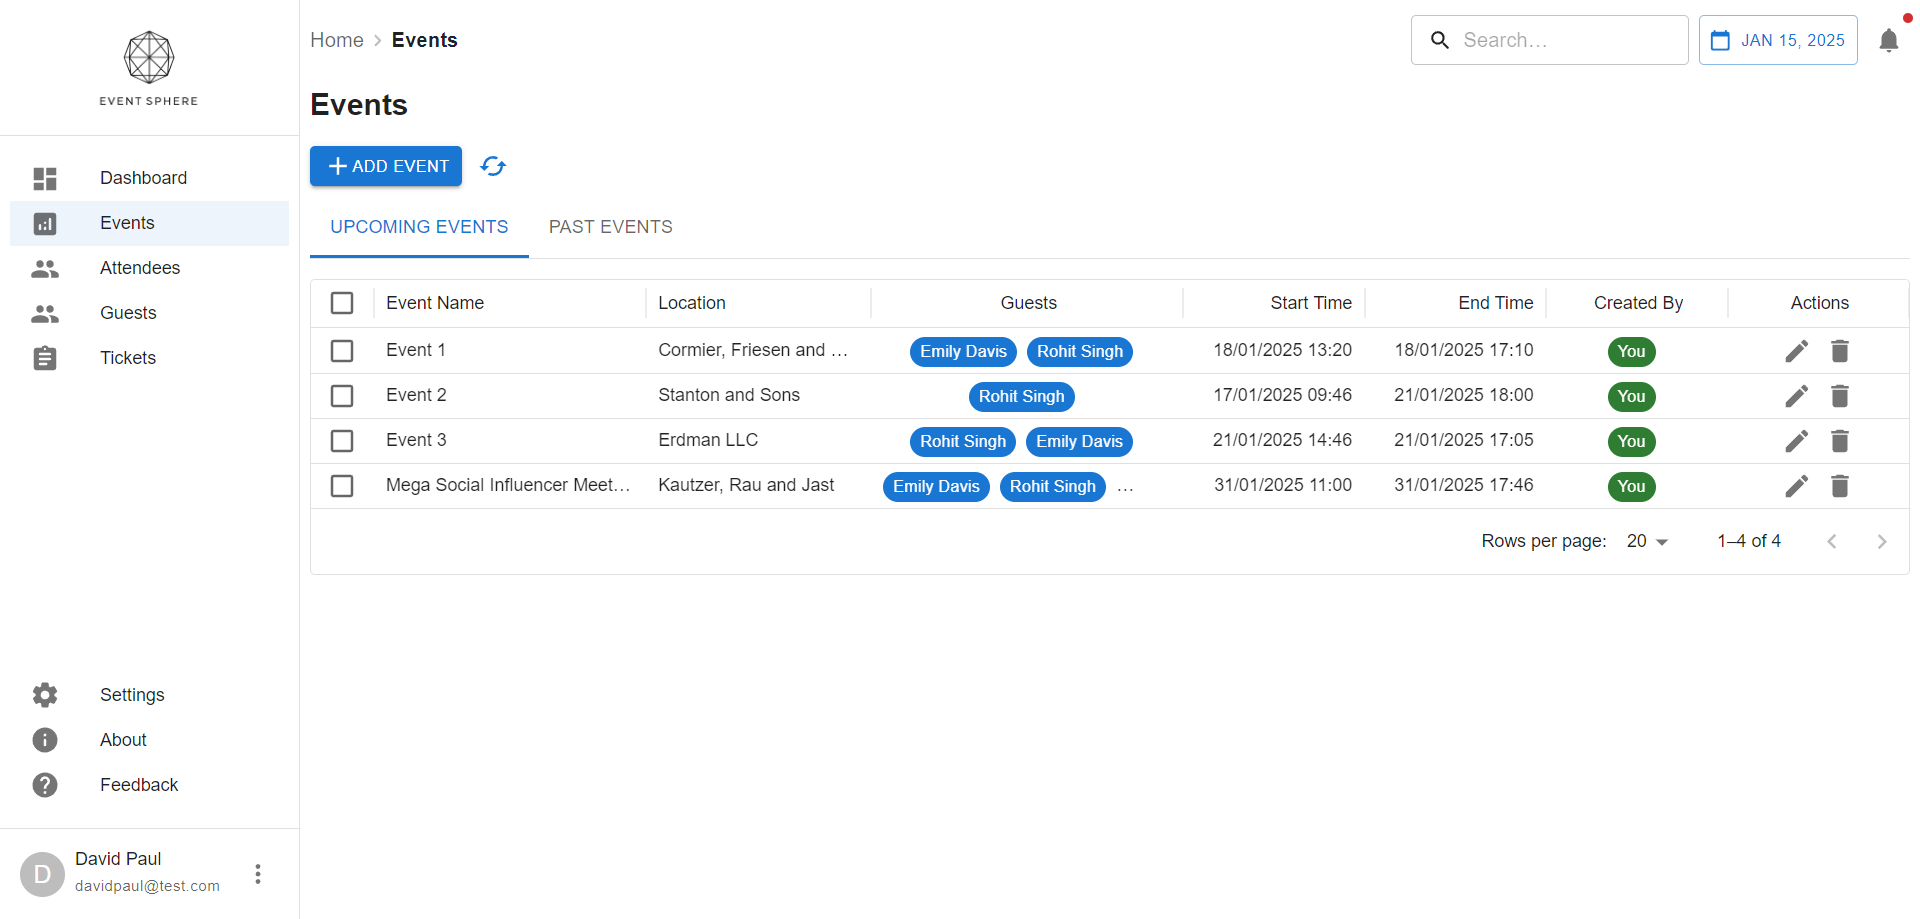 EVENT SPHERE
Dashboard
Events
Attendees
Guests
Tickets
Settings
About
Feedback
D
David Paul
davidpaul@test.com
Home > Events
Search...
JAN 15, 2025
Events
ADD EVENT
UPCOMING EVENTS PAST EVENTS
Event Name Location Guests Start Time End Time Created By Actions
Event 1 Cormier, Friesen and ... Emily Davis Rohit Singh 18/01/2025 13:20 18/01/2025 17:10 You
Event 2 Stanton and Sons Rohit Singh 17/01/2025 09:46 21/01/2025 18:00 You
Event 3 Erdman LLC Rohit Singh Emily Davis 21/01/2025 14:46 21/01/2025 17:05 You
Mega Social Influencer Meet... Kautzer, Rau and Jast Emily Davis Rohit Singh ... 31/01/2025 11:00 31/01/2025 17:46 You
Rows per page: 20 1–4 of 4